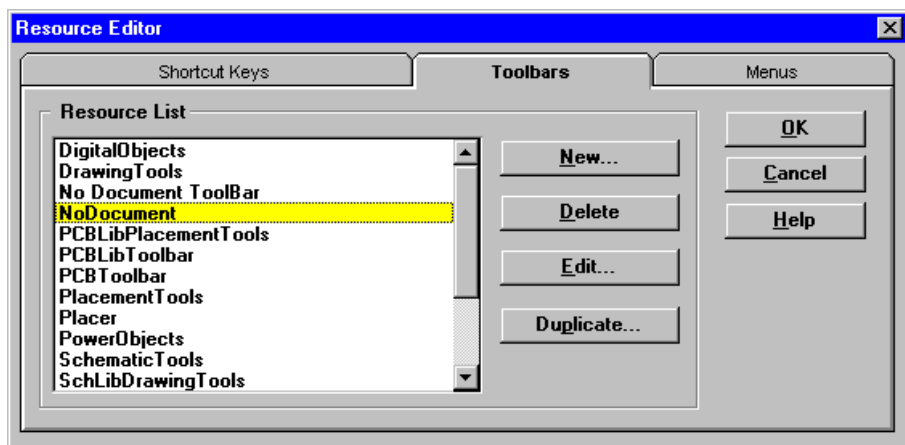 Resource Editor
Shortcut Keys
Toolbars
Menus
Resource List
DigitalObjects
DrawingTools
No Document ToolBar
NoDocument
PCBLibPlacementTools
PCBLibToolbar
PCBToolbar
PlacementTools
Placer
PowerObjects
SchematicTools
SchLibDrawingTools
New...
Delete
Edit...
Duplicate...
OK
Cancel
Help